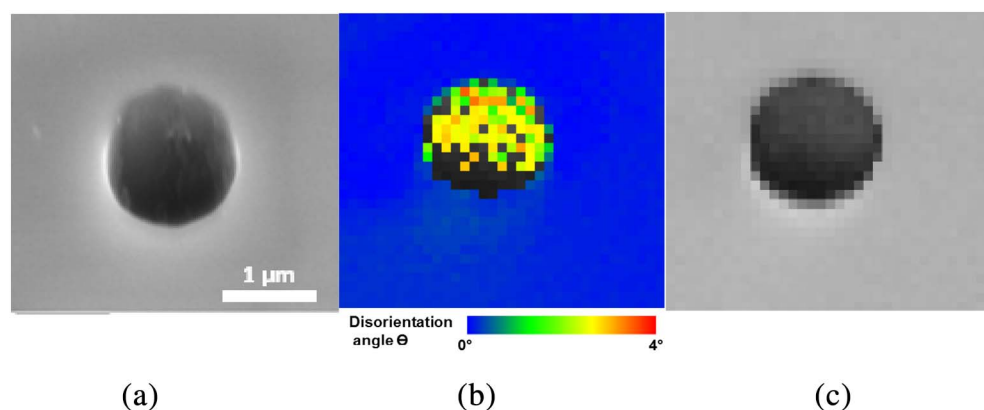 1 µm
Disorientation
angle Θ
0°
4°
(a)
(b)
(c)